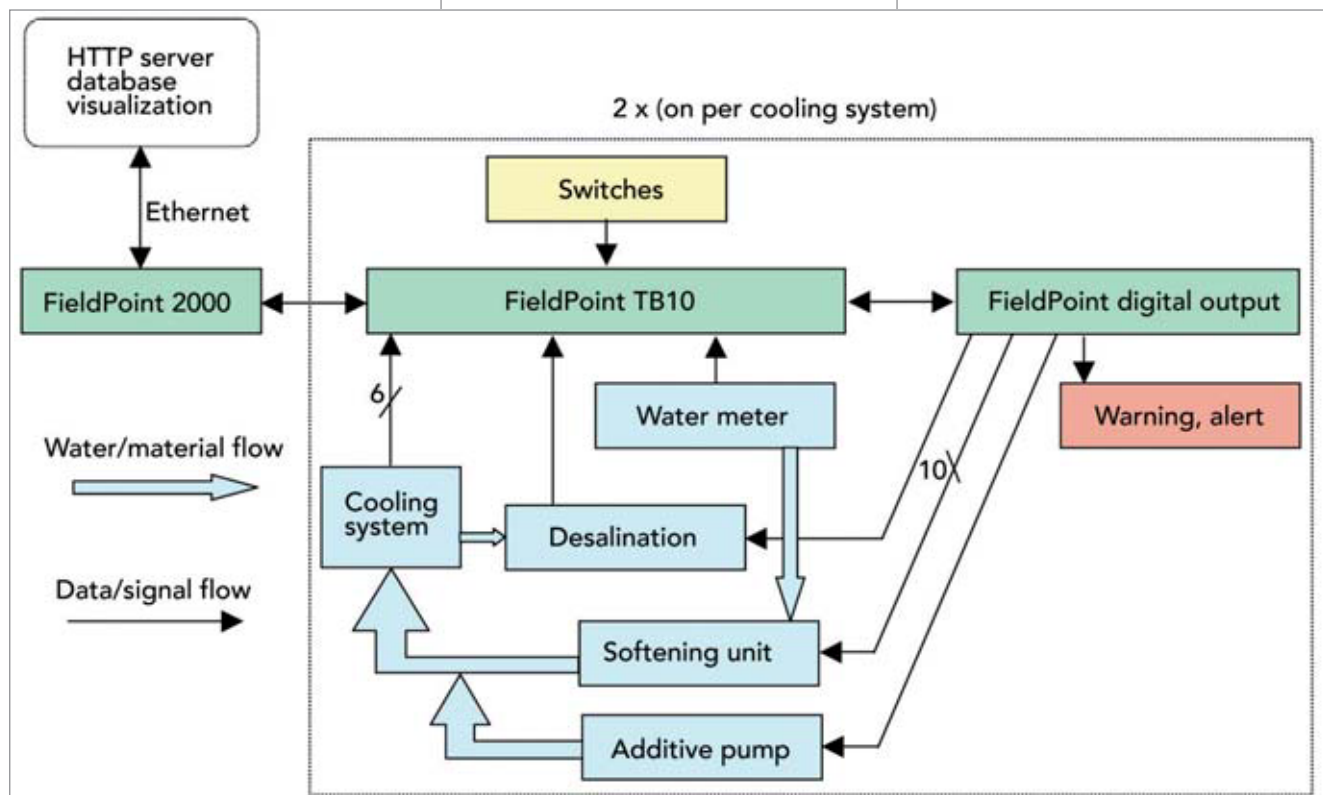 HTTP server
database
visualization
2 x (on per cooling system)
Switches
Ethernet
FieldPoint 2000
FieldPoint TB10
FieldPoint digital output
6
Water meter
Warning, alert
Water/material flow
10
Cooling
system
Desalination
Data/signal flow
Softening unit
Additive pump